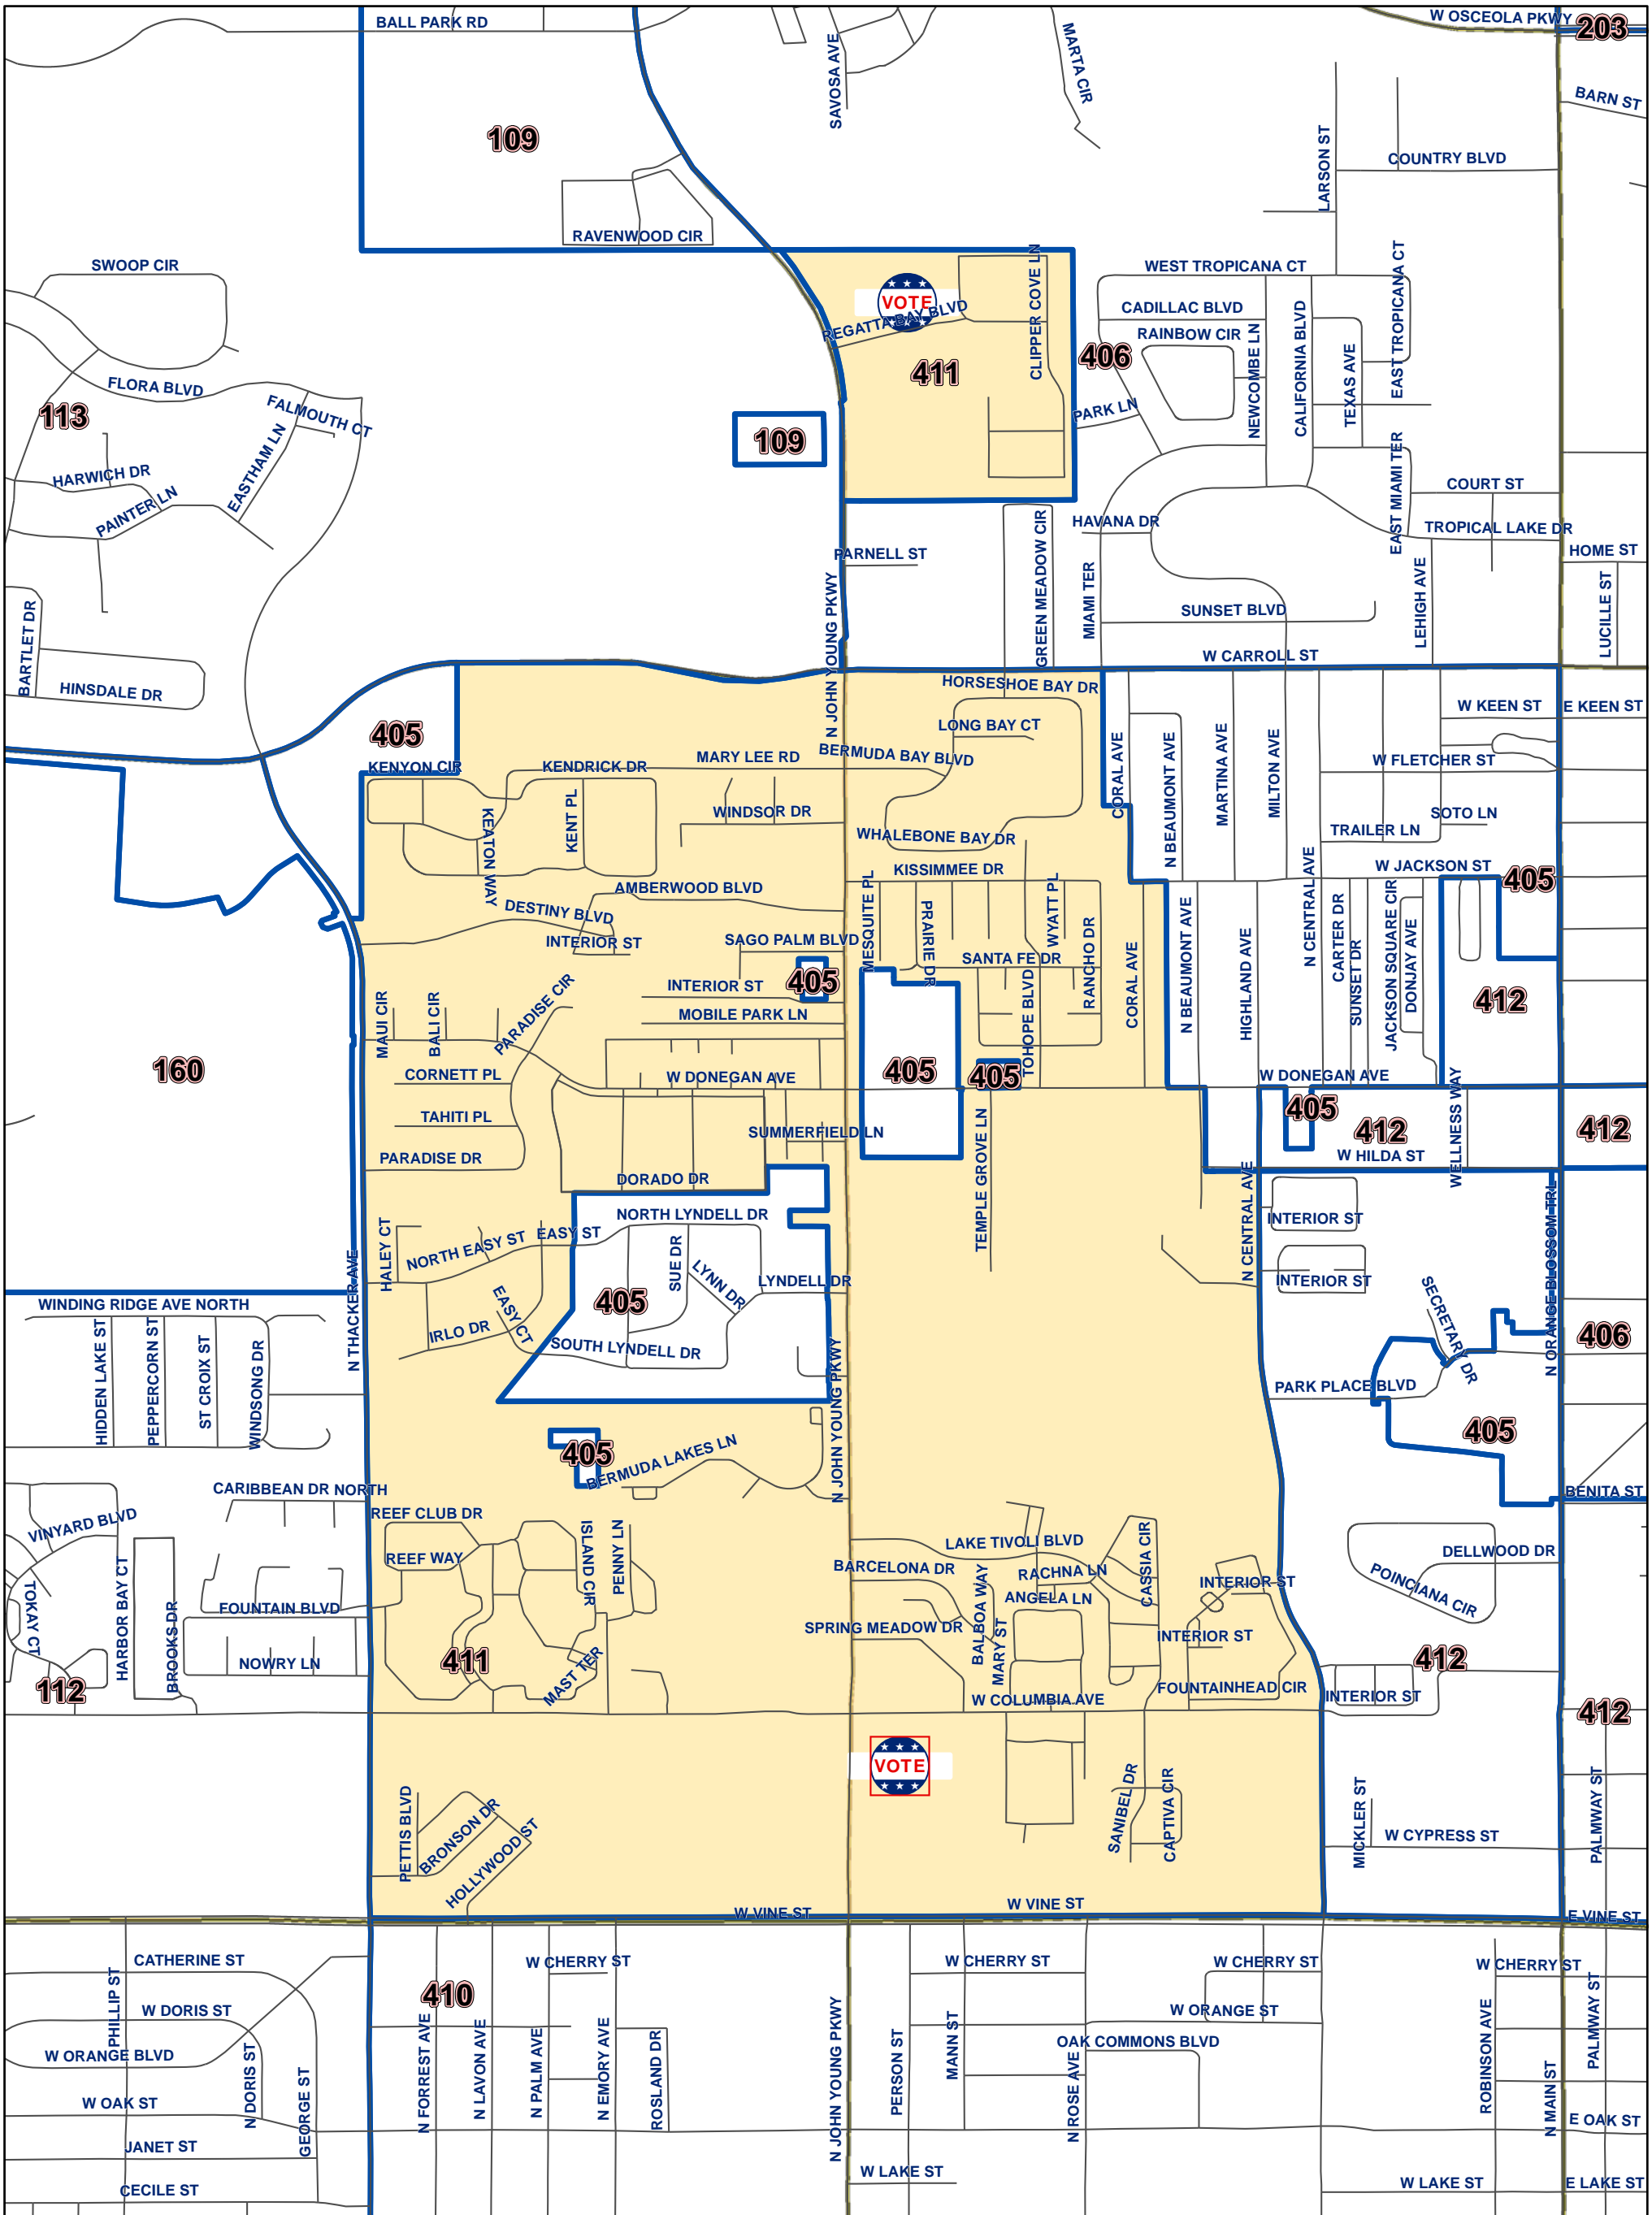 BALL PARK RD
W OSCEOLA PKWY
203
SAVOSA AVE
MARTA CIR
BARN ST
109
LARSON ST
COUNTRY BLVD
RAVENWOOD CIR
SWOOP CIR
CLIPPER COVE LN
WEST TROPICANA CT
EAST TROPICANA CT
VOTE
REGATTA BAY BLVD
CADILLAC BLVD
RAINBOW CIR
NEWCOMBE LN
CALIFORNIA BLVD
TEXAS AVE
406
411
FLORA BLVD
FALMOUTH CT
113
PARK LN
109
EASTHAM LN
HARWICH DR
PAINTER LN
EAST MIAMI TER
COURT ST
HAVANA DR
TROPICAL LAKE DR
PARNELL ST
HOME ST
GREEN MEADOW CIR
MIAMI TER
LEHIGH AVE
LUCILLE ST
SUNSET BLVD
BARTLET DR
N JOHN YOUNG PKWY
W CARROLL ST
HINSDALE DR
HORSESHOE BAY DR
W KEEN ST
E KEEN ST
LONG BAY CT
405
MARY LEE RD
BERMUDA BAY BLVD
KENYON CIR
KENDRICK DR
W FLETCHER ST
CORAL AVE
N BEAUMONT AVE
MARTINA AVE
MILTON AVE
WINDSOR DR
SOTO LN
KEATON WAY
KENT PL
WHALEBONE BAY DR
TRAILER LN
KISSIMMEE DR
W JACKSON ST
405
AMBERWOOD BLVD
DESTINY BLVD
MESQUITE PL
PRAIRIE DR
WYATT PL
RANCHO DR
N CENTRAL AVE
CARTER DR
SUNSET DR
JACKSON SQUARE CIR
DONJAY AVE
INTERIOR ST
SAGO PALM BLVD
SANTA FE DR
CORAL AVE
N BEAUMONT AVE
HIGHLAND AVE
405
INTERIOR ST
TOHOPE BLVD
412
PARADISE CIR
MOBILE PARK LN
MAUI CIR
BALI CIR
160
CORNETT PL
W DONEGAN AVE
405
405
W DONEGAN AVE
WELLNESS WAY
405
TAHITI PL
SUMMERFIELD LN
412
412
PARADISE DR
W HILDA ST
TEMPLE GROVE LN
DORADO DR
NORTH LYNDELL DR
N CENTRAL AVE
INTERIOR ST
N ORANGE BLOSSOM TRL
HALEY CT
NORTH EASY ST
EASY ST
SUE DR
LYNN DR
LYNDELL DR
INTERIOR ST
N THACKER AVE
405
WINDING RIDGE AVE NORTH
EASY CT
SECRETARY DR
IRLO DR
406
SOUTH LYNDELL DR
HIDDEN LAKE ST
PEPPERCORN ST
ST CROIX ST
WINDSONG DR
N JOHN YOUNG PKWY
PARK PLACE BLVD
405
405
BERMUDA LAKES LN
CARIBBEAN DR NORTH
BENITA ST
REEF CLUB DR
VINYARD BLVD
ISLAND CIR
PENNY LN
LAKE TIVOLI BLVD
DELLWOOD DR
REEF WAY
BARCELONA DR
RACHNA LN
CASSIA CIR
INTERIOR ST
POINCIANA CIR
TOKAY CT
HARBOR BAY CT
BROOKS DR
FOUNTAIN BLVD
BALBOA WAY
ANGELA LN
MARY ST
SPRING MEADOW DR
INTERIOR ST
411
NOWRY LN
112
MAST TER
412
FOUNTAINHEAD CIR
W COLUMBIA AVE
INTERIOR ST
412
VOTE
PETTIS BLVD
BRONSON DR
HOLLYWOOD ST
SANIBEL DR
CAPTIVA CIR
MICKLER ST
W CYPRESS ST
PALMWAY ST
W VINE ST
W VINE ST
E VINE ST
CATHERINE ST
W CHERRY ST
W CHERRY ST
W CHERRY ST
W CHERRY ST
PHILLIP ST
410
W DORIS ST
W ORANGE ST
W ORANGE BLVD
OAK COMMONS BLVD
N DORIS ST
GEORGE ST
N FORREST AVE
N LAVON AVE
N PALM AVE
N EMORY AVE
ROSLAND DR
N JOHN YOUNG PKWY
PERSON ST
MANN ST
N ROSE AVE
ROBINSON AVE
N MAIN ST
PALMWAY ST
W OAK ST
E OAK ST
JANET ST
W LAKE ST
W LAKE ST
E LAKE ST
CECILE ST